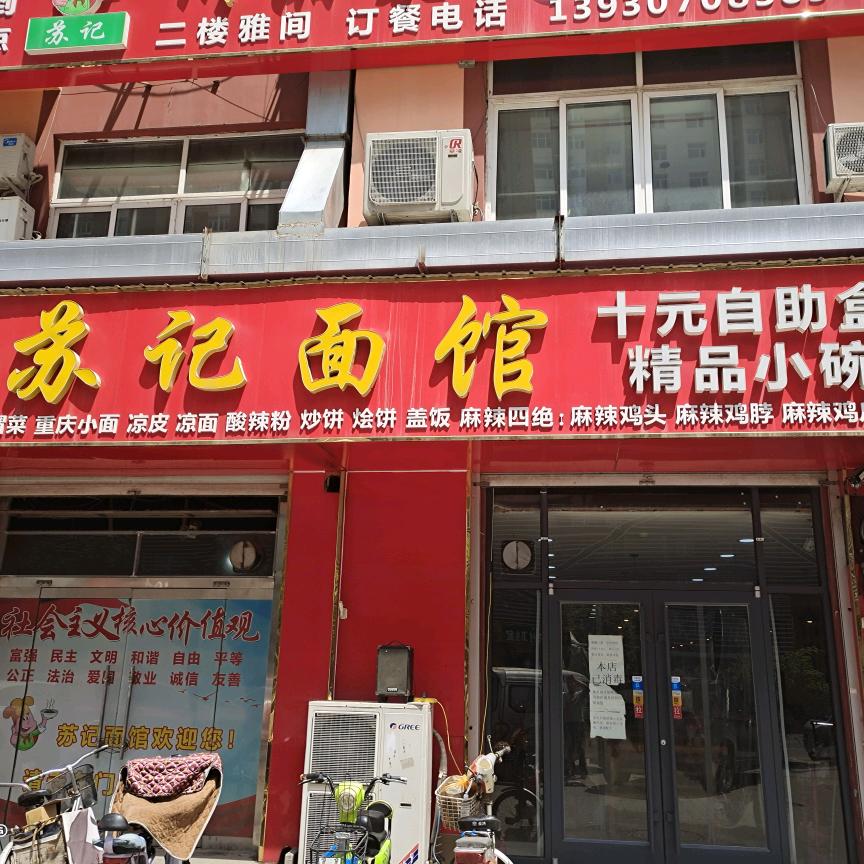 苏记
二楼雅间 订餐电话
苏记面馆
十元自助盒
精品小碗
菜 重庆小面 凉皮 凉面 酸辣粉 炒饼 烩饼 盖饭 麻辣四绝:麻辣鸡头 麻辣鸡脖 麻辣鸡
社会主义核心价值观
富强 民主 文明 和谐 自由 平等
公正 法治 爱国 敬业 诚信 友善
苏记面馆欢迎您!
GREE
本店
已消毒
拉
拉